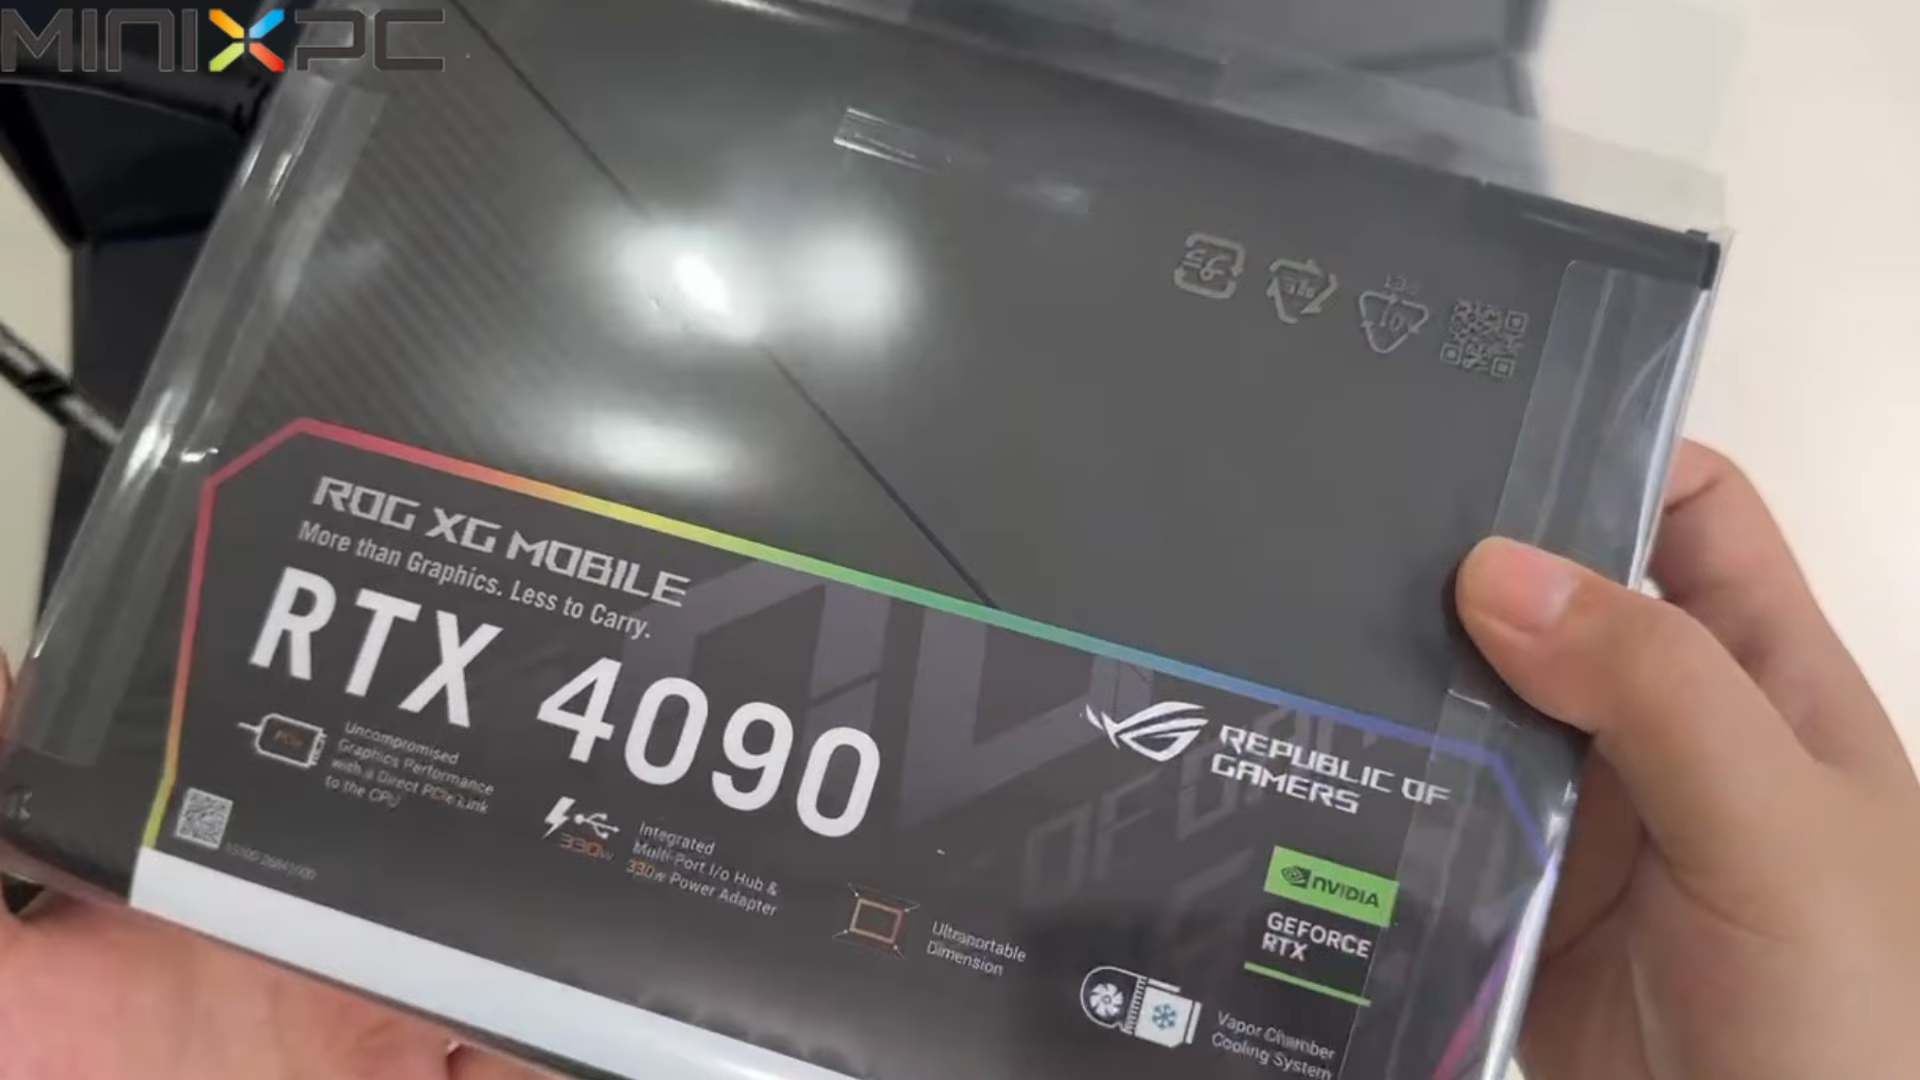 MINIXPC
ROG XG MOBILE
More than Graphics. Less to Carry.
RTX 4090
Uncompromised
Graphics Performance
with a Direct PCIe Link
to the CPU
330w
Integrated
Multi-Port I/o Hub &
330w Power Adapter
Ultraportable
Dimension
Vapor Chamber
Cooling System
REPUBLIC OF
GAMERS
NVIDIA
GEFORCE
RTX